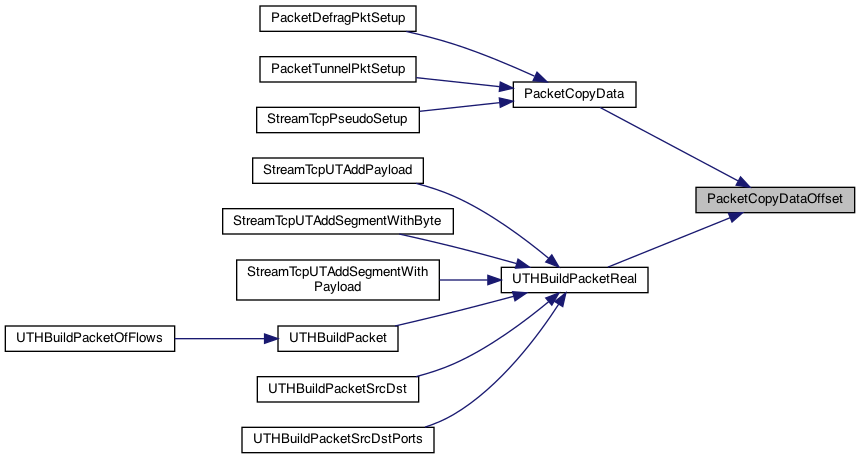 PacketDefragPktSetup
PacketTunnelPktSetup
PacketCopyData
StreamTcpPseudoSetup
StreamTcpUTAddPayload
PacketCopyDataOffset
StreamTcpUTAddSegmentWithByte
StreamTcpUTAddSegmentWith
Payload
UTHBuildPacketReal
UTHBuildPacketOfFlows
UTHBuildPacket
UTHBuildPacketSrcDst
UTHBuildPacketSrcDstPorts